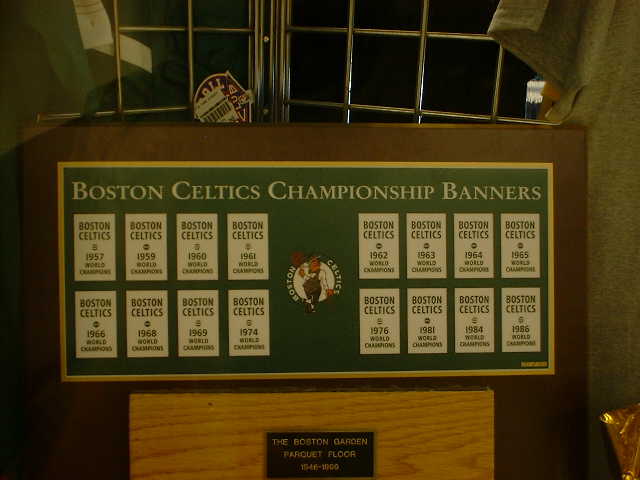 BOSTON CELTICS CHAMPIONSHIP BANNERS
BOSTON
CELTICS
1957
WORLD
CHAMPIONS
BOSTON
CELTICS
1959
WORLD
CHAMPIONS
BOSTON
CELTICS
1960
WORLD
CHAMPIONS
BOSTON
CELTICS
1961
WORLD
CHAMPIONS
BOSTON
CELTICS
1962
WORLD
CHAMPIONS
BOSTON
CELTICS
1963
WORLD
CHAMPIONS
BOSTON
CELTICS
1964
WORLD
CHAMPIONS
BOSTON
CELTICS
1965
WORLD
CHAMPIONS
BOSTON CELTICS
BOSTON
CELTICS
1966
WORLD
CHAMPIONS
BOSTON
CELTICS
1968
WORLD
CHAMPIONS
BOSTON
CELTICS
1969
WORLD
CHAMPIONS
BOSTON
CELTICS
1974
WORLD
CHAMPIONS
BOSTON
CELTICS
1976
WORLD
CHAMPIONS
BOSTON
CELTICS
1981
WORLD
CHAMPIONS
BOSTON
CELTICS
1984
WORLD
CHAMPIONS
BOSTON
CELTICS
1986
WORLD
CHAMPIONS
THE BOSTON GARDEN
PARQUET FLOOR
1946-1999